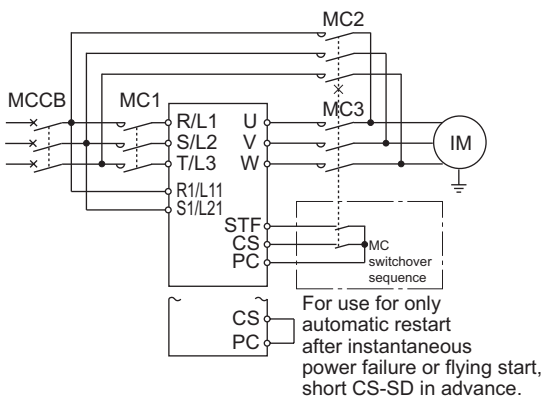 MC2
MCCB MC1 MC3
R/L1 U
S/L2 V IM
T/L3 W
R1/L11
S1/L21
STF
CS MC
PC switchover
sequence
CS
PC
For use for only
automatic restart
after instantaneous
power failure or flying start,
short CS-SD in advance.